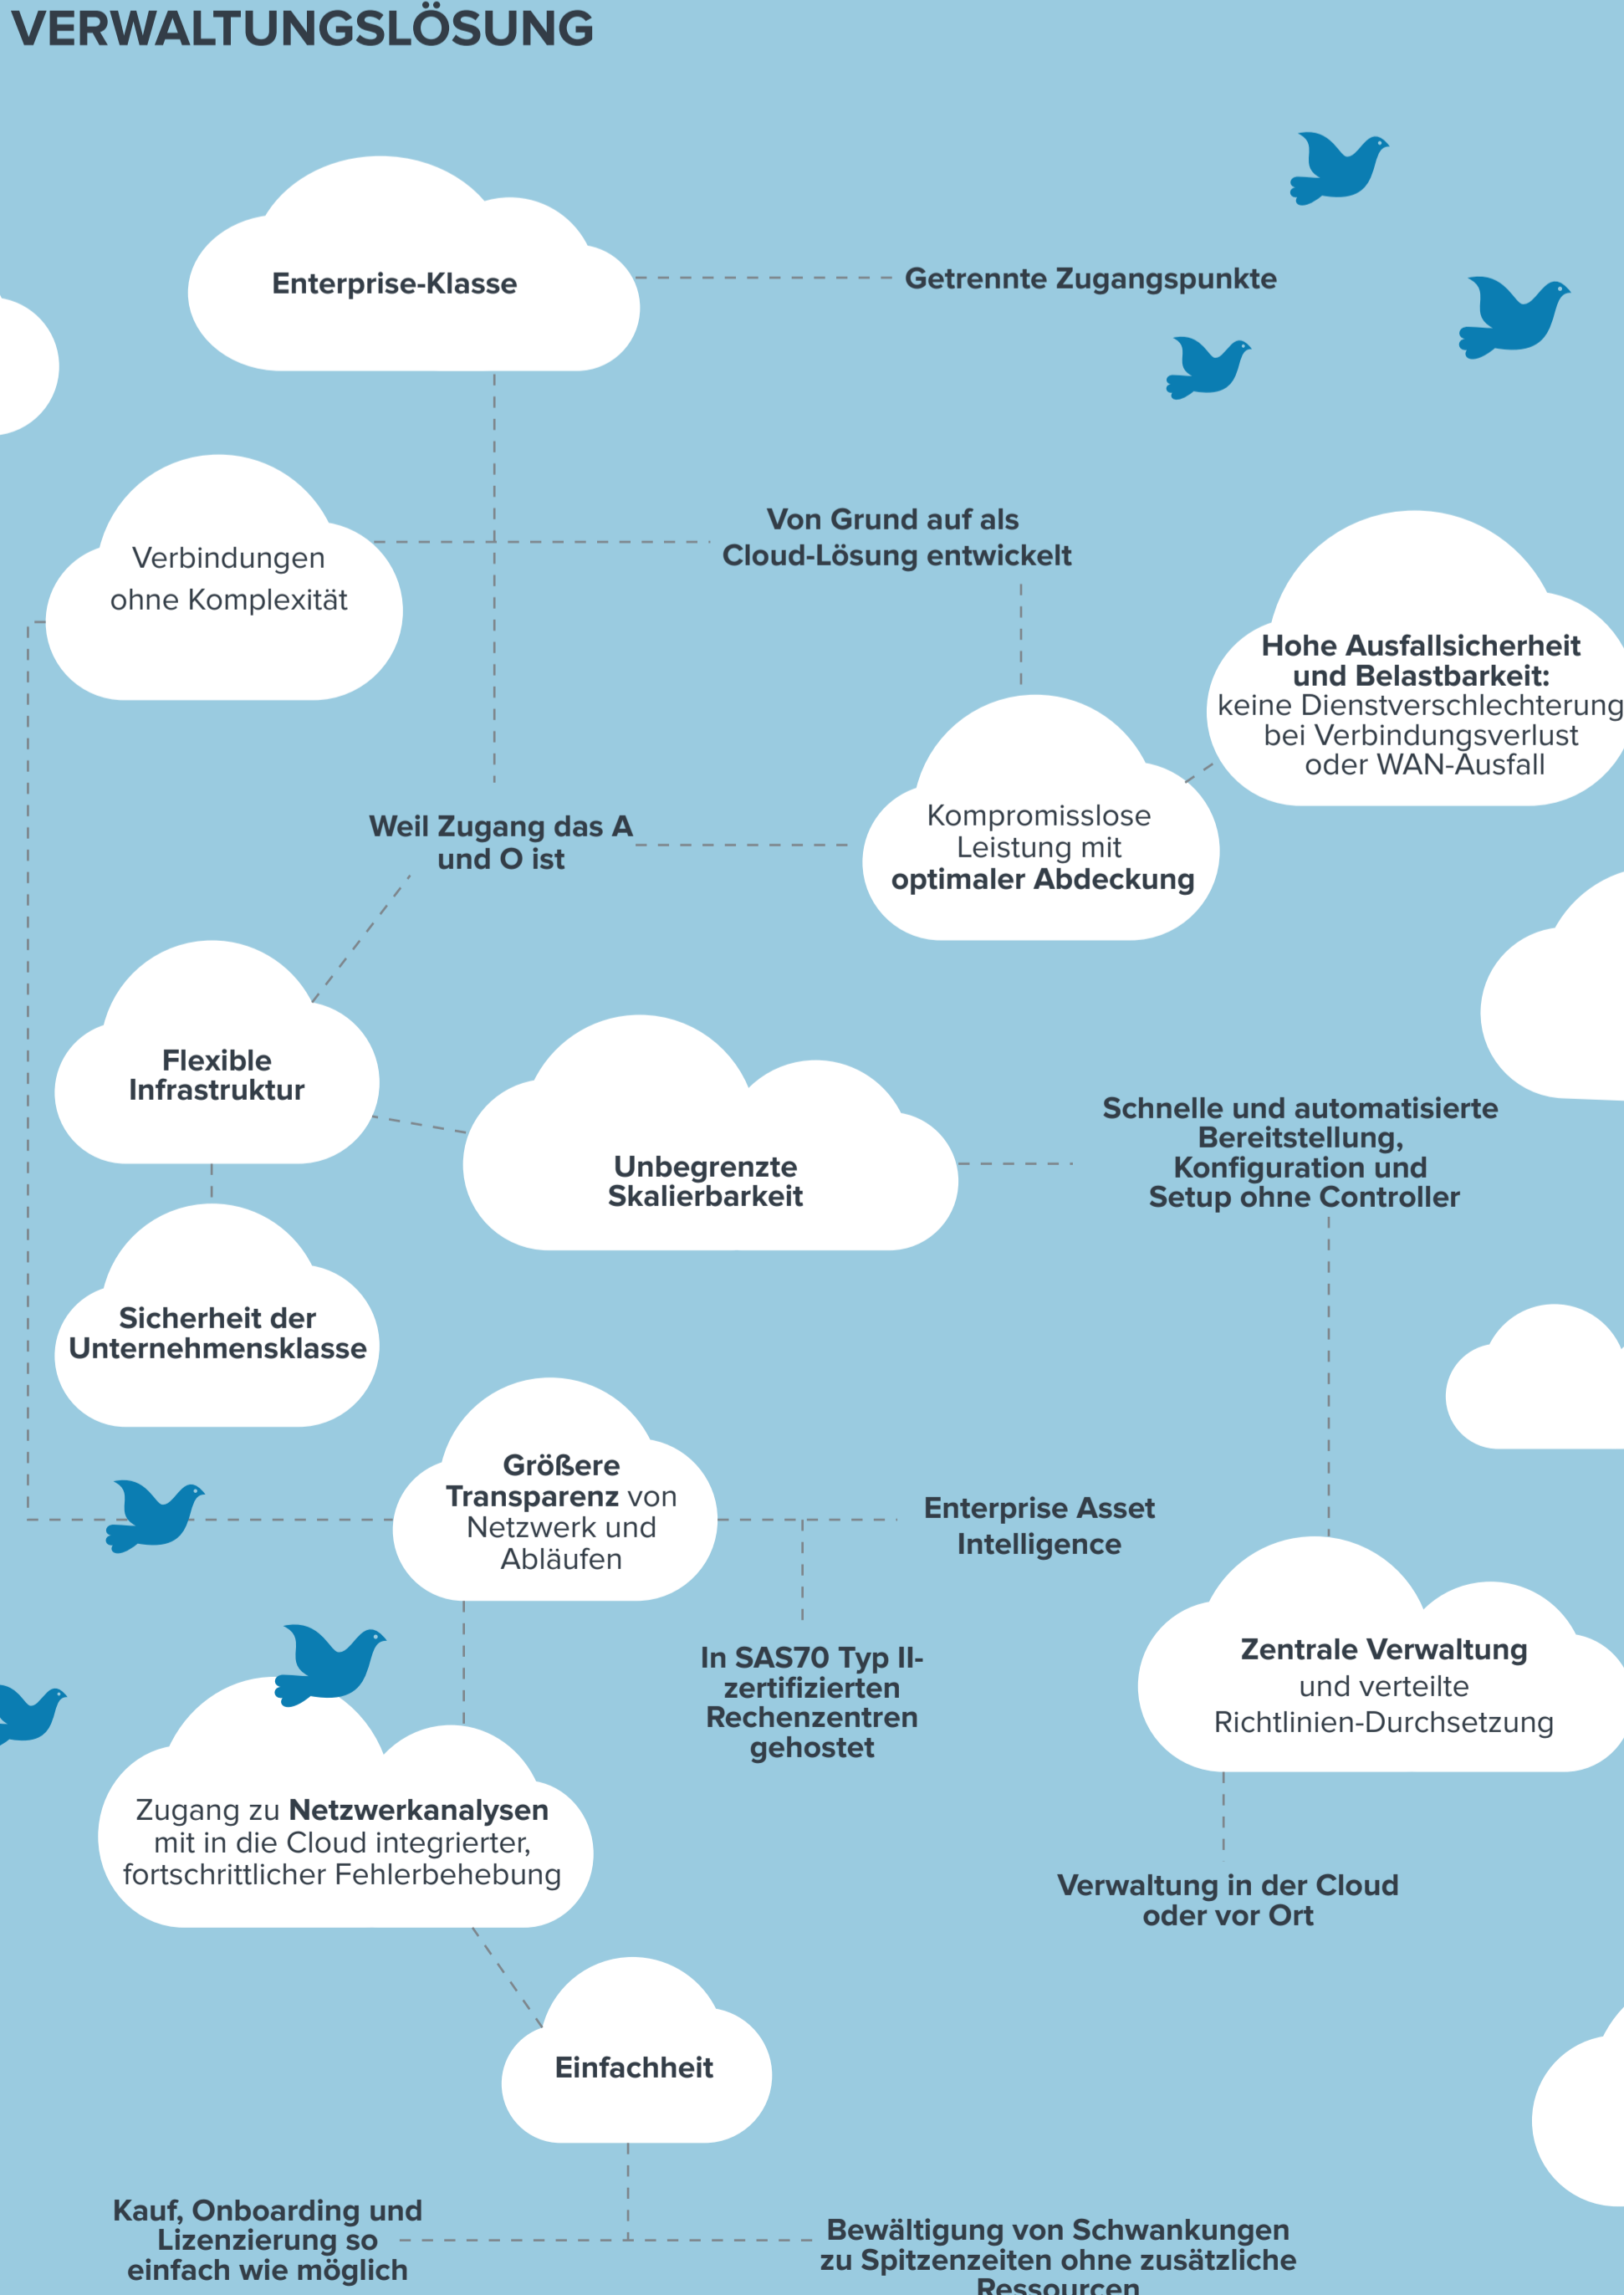 VERWALTUNGSLÖSUNG
Enterprise-Klasse
Getrennte Zugangspunkte
Verbindungen
ohne Komplexität
Von Grund auf als
Cloud-Lösung entwickelt
Hohe Ausfallsicherheit
und Belastbarkeit:
keine Dienstverschlechterung
bei Verbindungsverlust
oder WAN-Ausfall
Weil Zugang das A
und O ist
Kompromisslose
Leistung mit
optimaler Abdeckung
Flexible
Infrastruktur
Unbegrenzte
Skalierbarkeit
Schnelle und automatisierte
Bereitstellung,
Konfiguration und
Setup ohne Controller
Sicherheit der
Unternehmensklasse
Größere
Transparenz von
Netzwerk und
Abläufen
Enterprise Asset
Intelligence
In SAS70 Typ II-
zertifizierten
Rechenzentren
gehostet
Zentrale Verwaltung
und verteilte
Richtlinien-Durchsetzung
Zugang zu Netzwerkanalysen
mit in die Cloud integrierter,
fortschrittlicher Fehlerbehebung
Verwaltung in der Cloud
oder vor Ort
Einfachheit
Kauf, Onboarding und
Lizenzierung so
einfach wie möglich
Bewältigung von Schwankungen
zu Spitzenzeiten ohne zusätzliche
Ressourcen